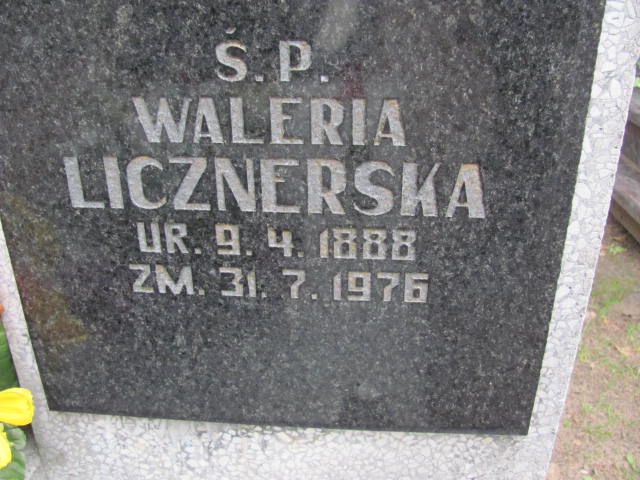 Ś.P.
WALERIA
LICZNERSKA
UR. 9. 4. 1888
ZM. 31. 7. 1976